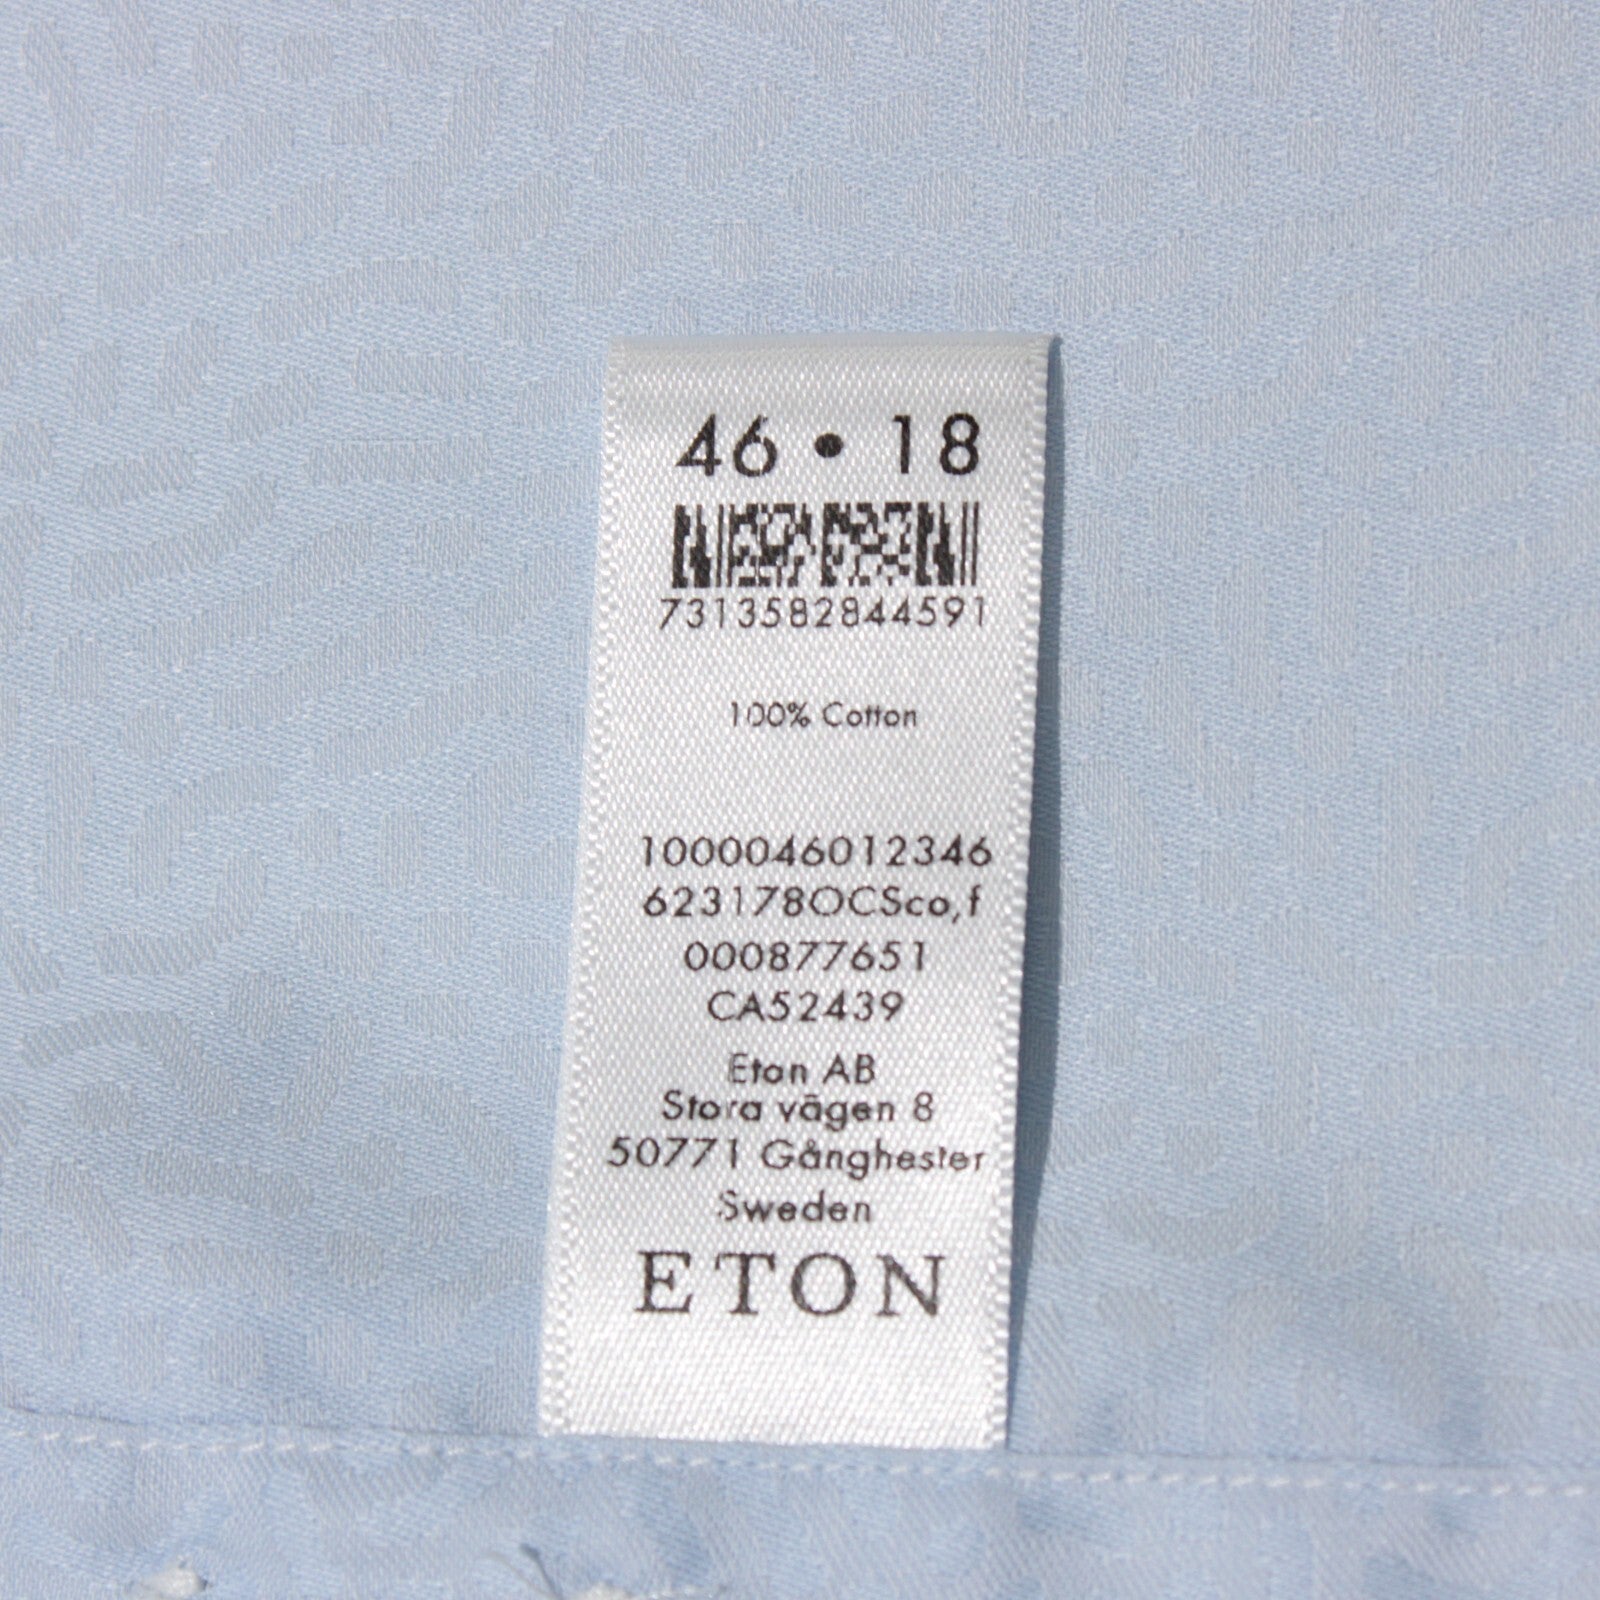 46 • 18
7313582844591
100% Cotton
1000046012346
623178OCSco,f
000877651
CA52439
Eton AB
Stora vägen 8
50771 Gånghester
Sweden
ETON